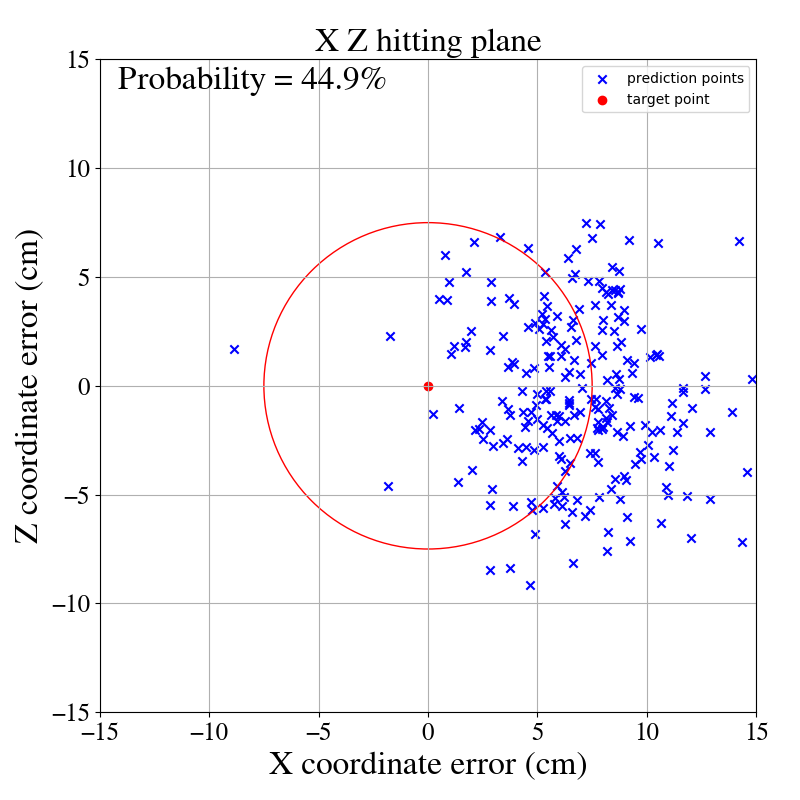 X Z hitting plane
Probability = 44.9%
prediction points
target point
15
10
5
0
−5
−10
−15
Z coordinate error (cm)
−15
−10
−5
0
5
10
15
X coordinate error (cm)